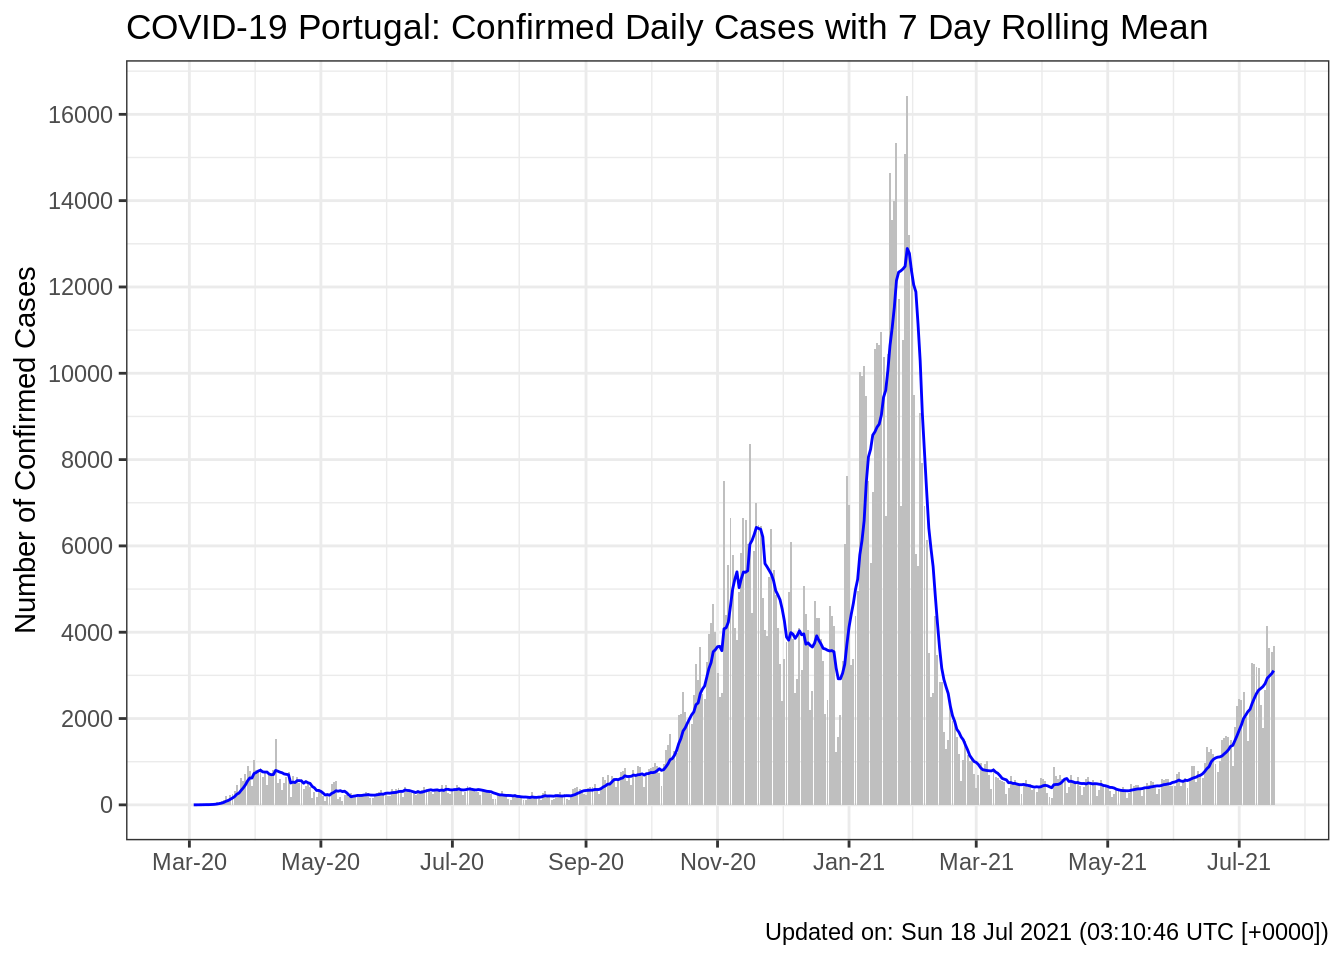 COVID-19 Portugal: Confirmed Daily Cases with 7 Day Rolling Mean
Number of Confirmed Cases
16000
14000
12000
10000
8000
6000
4000
2000
0
Mar-20 May-20 Jul-20 Sep-20 Nov-20 Jan-21 Mar-21 May-21 Jul-21
Updated on: Sun 18 Jul 2021 (03:10:46 UTC [+0000])